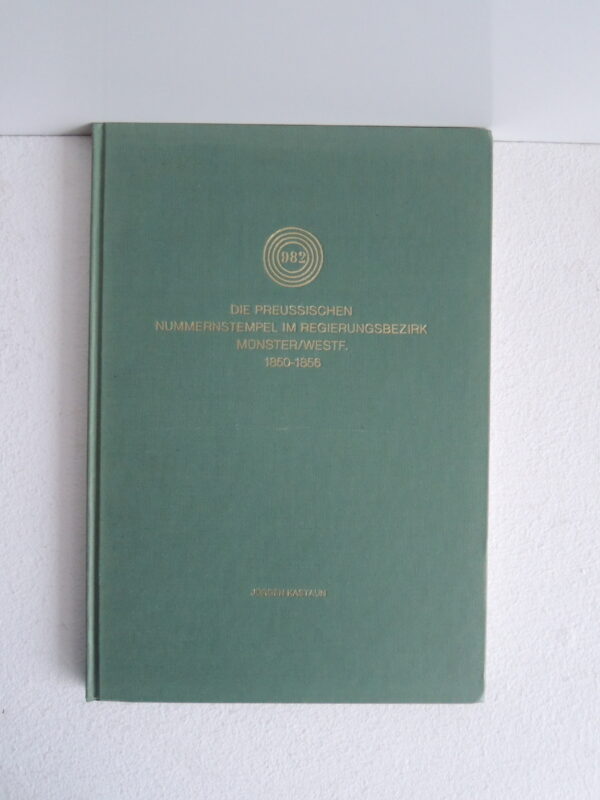 982
DIE PREUSSISCHEN
NUMMERNSTEMPEL IM REGIERUNGSBEZIRK
MÜNSTER/WESTF.
1850-1856
JÜRGEN KASTAUN